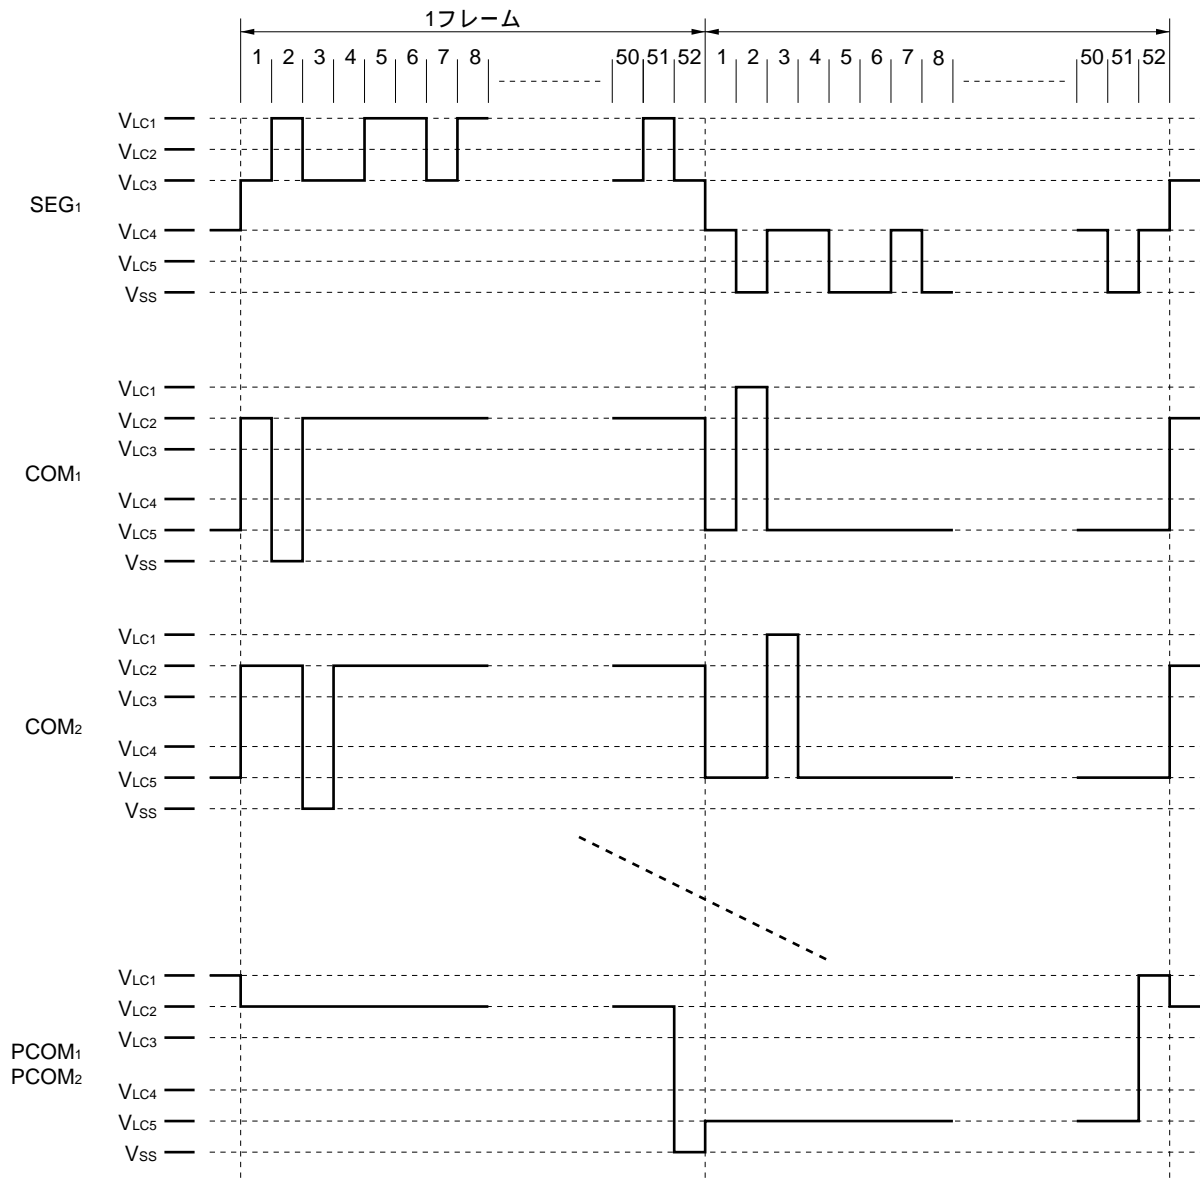 1フレーム
1 2 3 4 5 6 7 8 50 51 52 1 2 3 4 5 6 7 8 50 51 52
SEG1
VLC1
VLC2
VLC3
VLC4
VLC5
VSS
COM1
VLC1
VLC2
VLC3
VLC4
VLC5
VSS
COM2
VLC1
VLC2
VLC3
VLC4
VLC5
VSS
PCOM1
PCOM2
VLC1
VLC2
VLC3
VLC4
VLC5
VSS